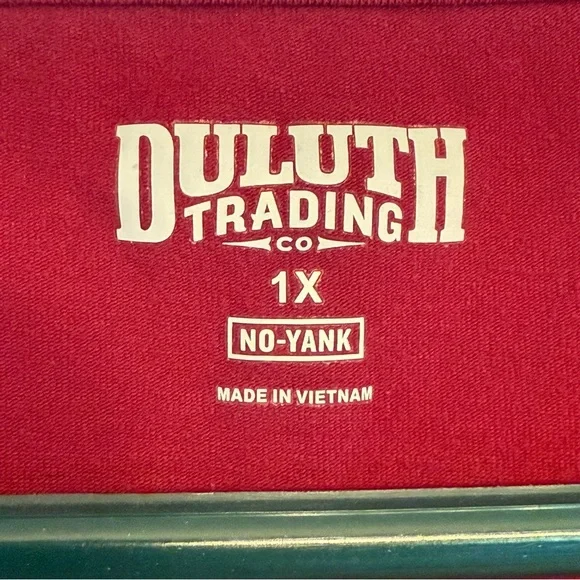 DULUTH
TRADING
CO
1X
NO-YANK
MADE IN VIETNAM